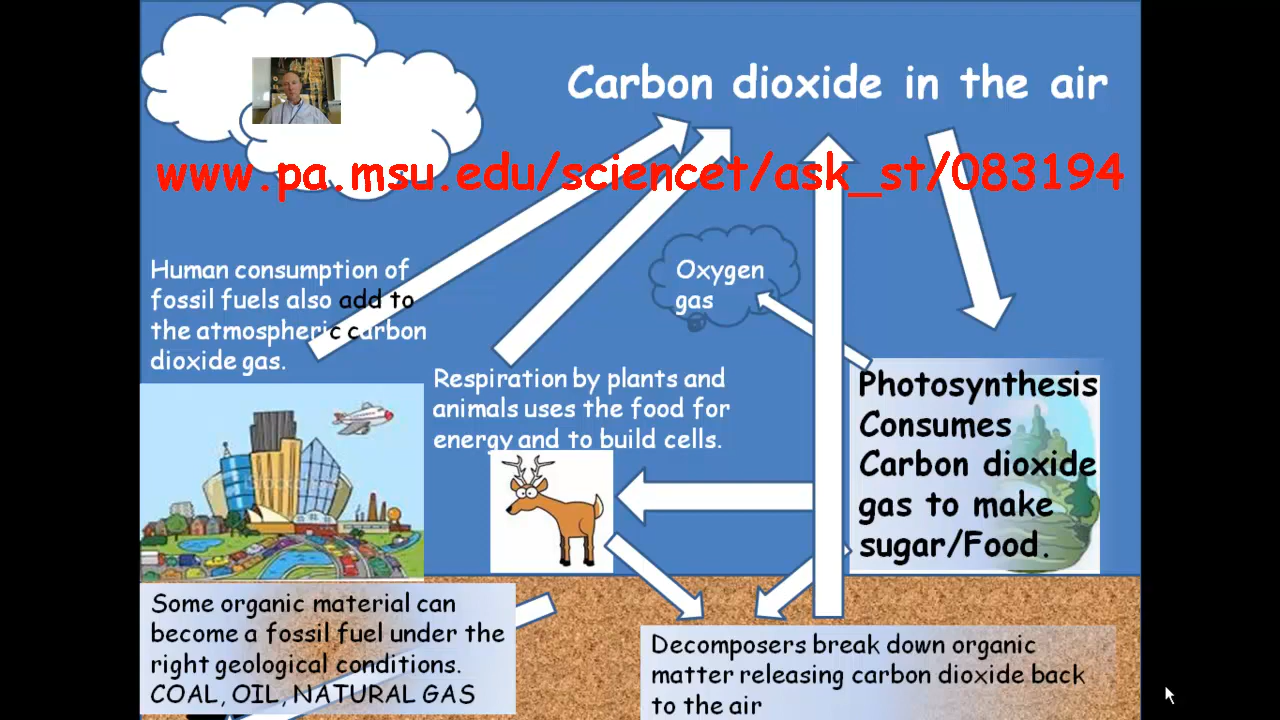 Carbon dioxide in the air
www.pa.msu.edu/sciencet/ask_st/083194
Human consumption of
fossil fuels also add to
the atmospheric carbon
dioxide gas.
Oxygen
gas
Respiration by plants and
animals uses the food for
energy and to build cells.
Photosynthesis
Consumes
Carbon dioxide
gas to make
sugar/Food.
Some organic material can
become a fossil fuel under the
right geological conditions.
COAL, OIL, NATURAL GAS
Decomposers break down organic
matter releasing carbon dioxide back
to the air